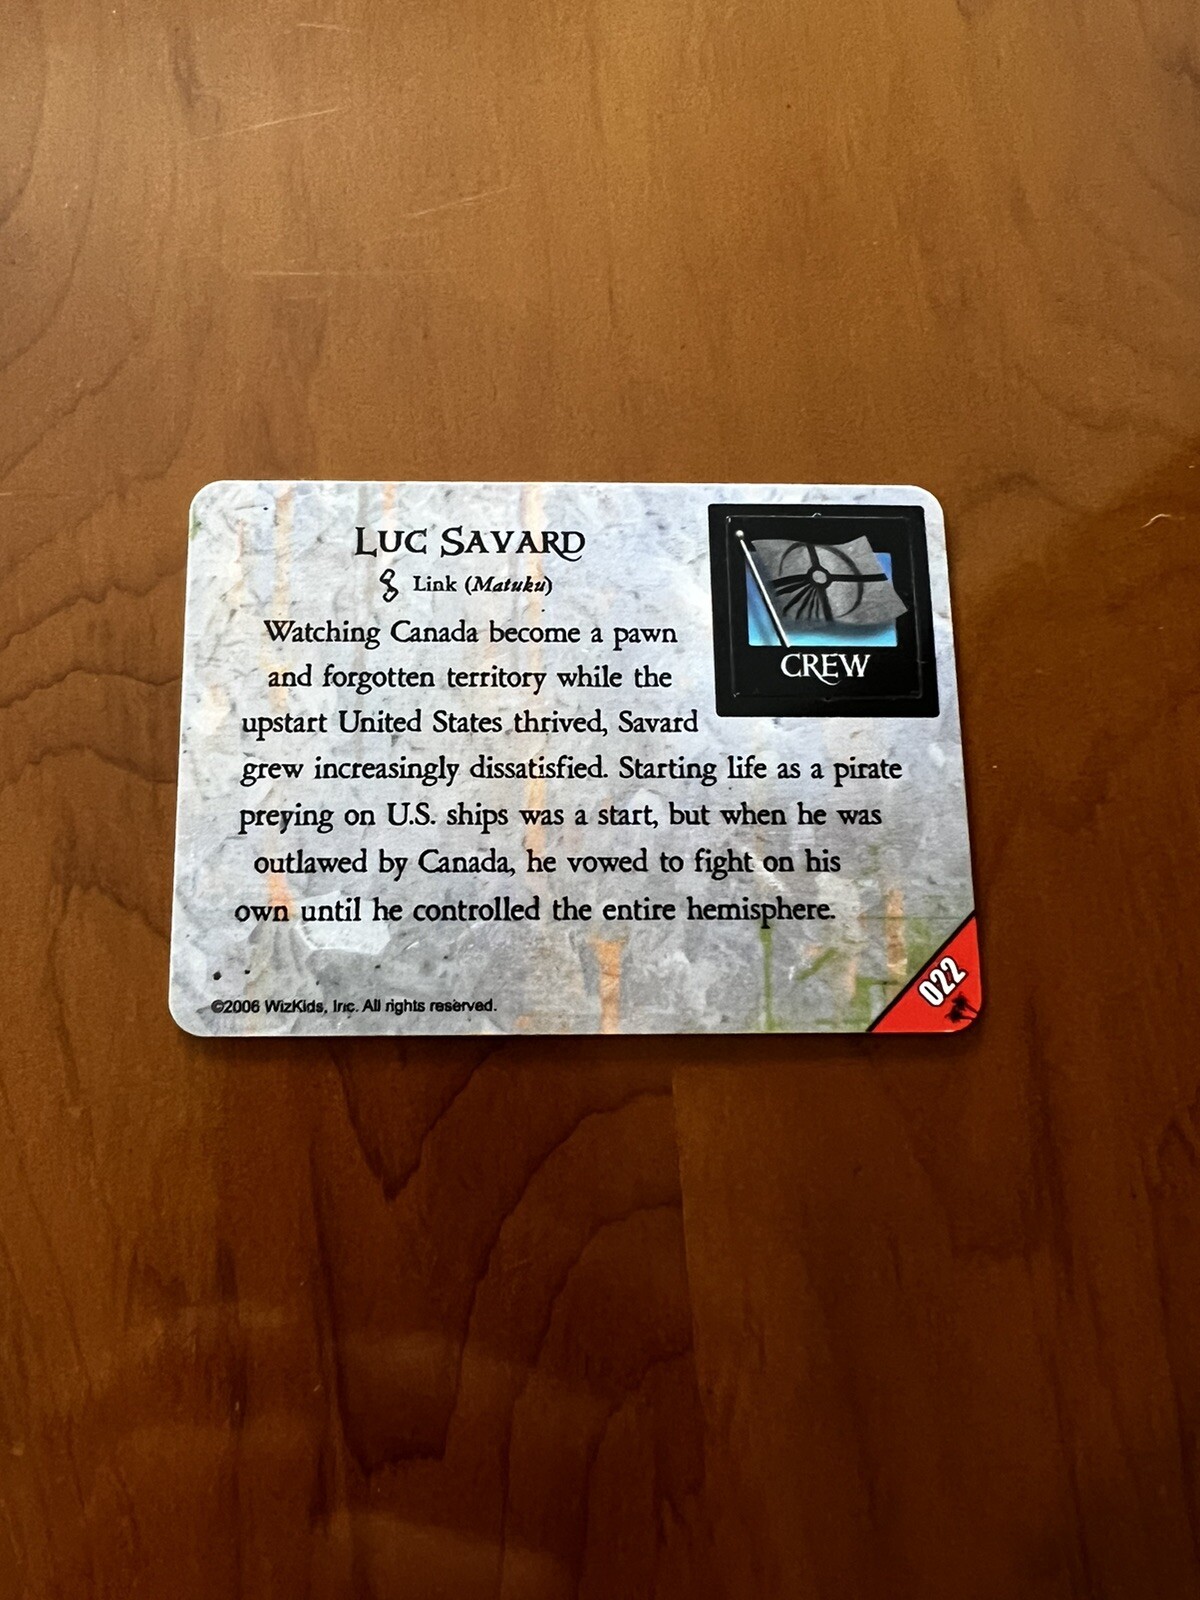 LUC SAVARD
Link (Matuku)
Watching Canada become a pawn
and forgotten territory while the
upstart United States thrived, Savard
grew increasingly dissatisfied. Starting life as a pirate
preying on U.S. ships was a start, but when he was
outlawed by Canada, he vowed to fight on his
own until he controlled the entire hemisphere.
CREW
©2006 WizKids, Inc. All rights reserved.
022